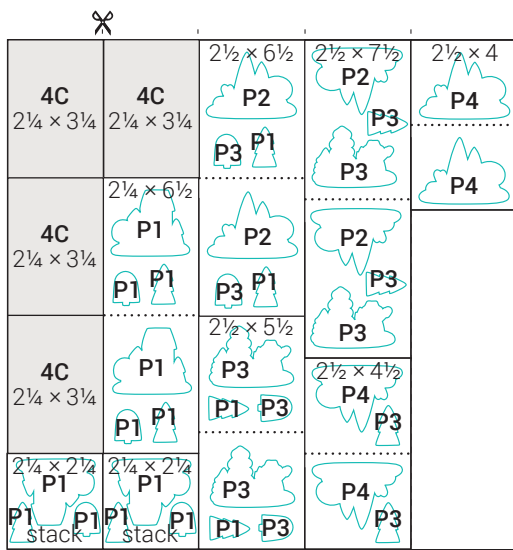 4C
2¼ × 3¼
4C
2¼ × 3¼
2½ × 6½
P2
P3
P1
2½ × 7½
P2
P3
P3
2½ × 4
P4
P4
4C
2¼ × 3¼
2¼ × 6½
P1
P1
P1
P2
P3
P1
P2
P3
P3
4C
2¼ × 3¼
P1
P1
P1
2½ × 5½
P3
P1
P3
2½ × 4½
P4
P3
2¼ × 2¼
P1
P1
P1
stack
2¼ × 2¼
P1
P1
P1
stack
P3
P1
P3
P4
P3